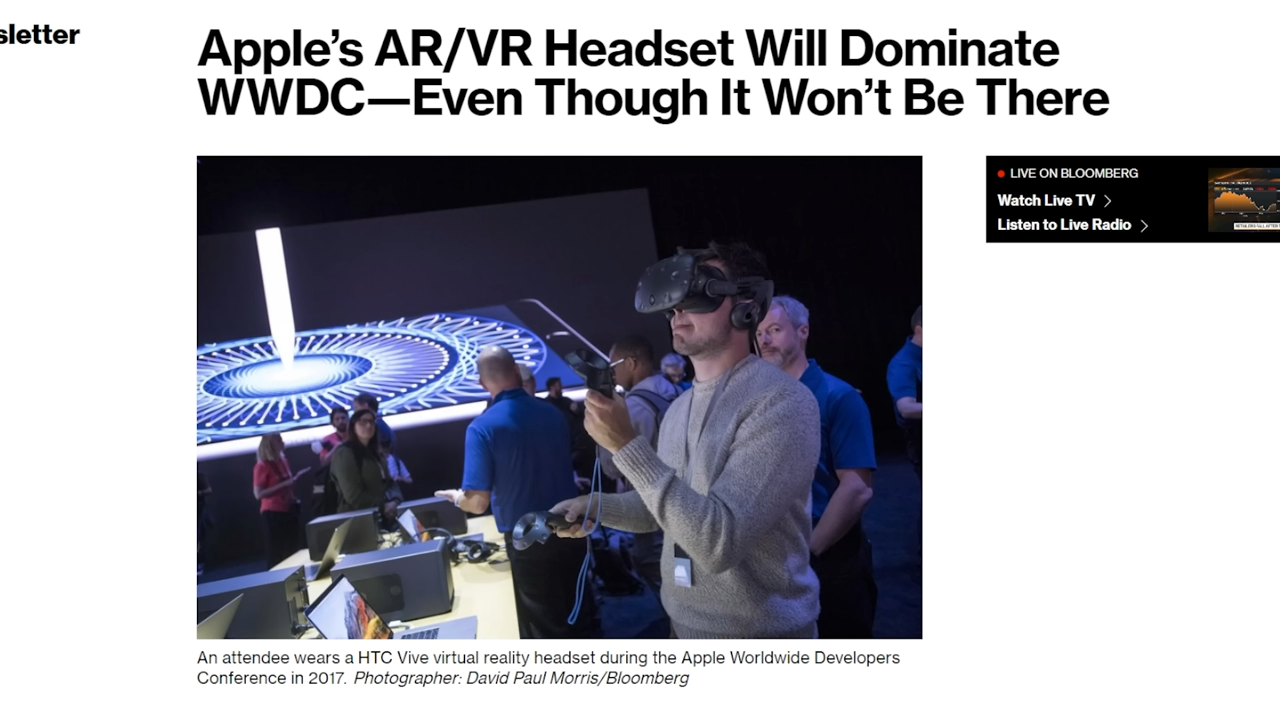 sletter
Apple’s AR/VR Headset Will Dominate
WWDC—Even Though It Won’t Be There
LIVE ON BLOOMBERG
Watch Live TV
Listen to Live Radio
An attendee wears a HTC Vive virtual reality headset during the Apple Worldwide Developers
Conference in 2017. Photographer: David Paul Morris/Bloomberg